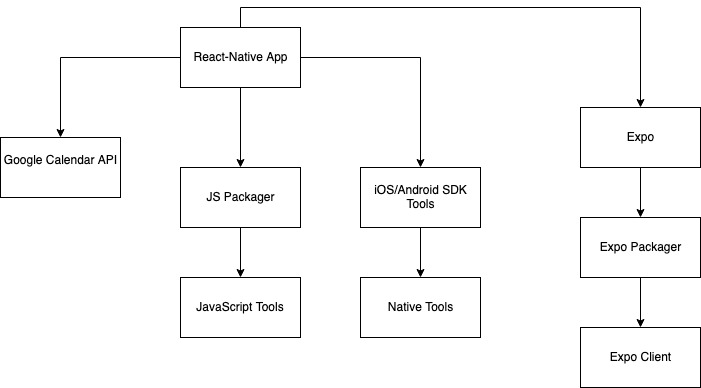 React-Native App
Google Calendar API
JS Packager
iOS/Android SDK
Tools
Expo
JavaScript Tools
Native Tools
Expo Packager
Expo Client